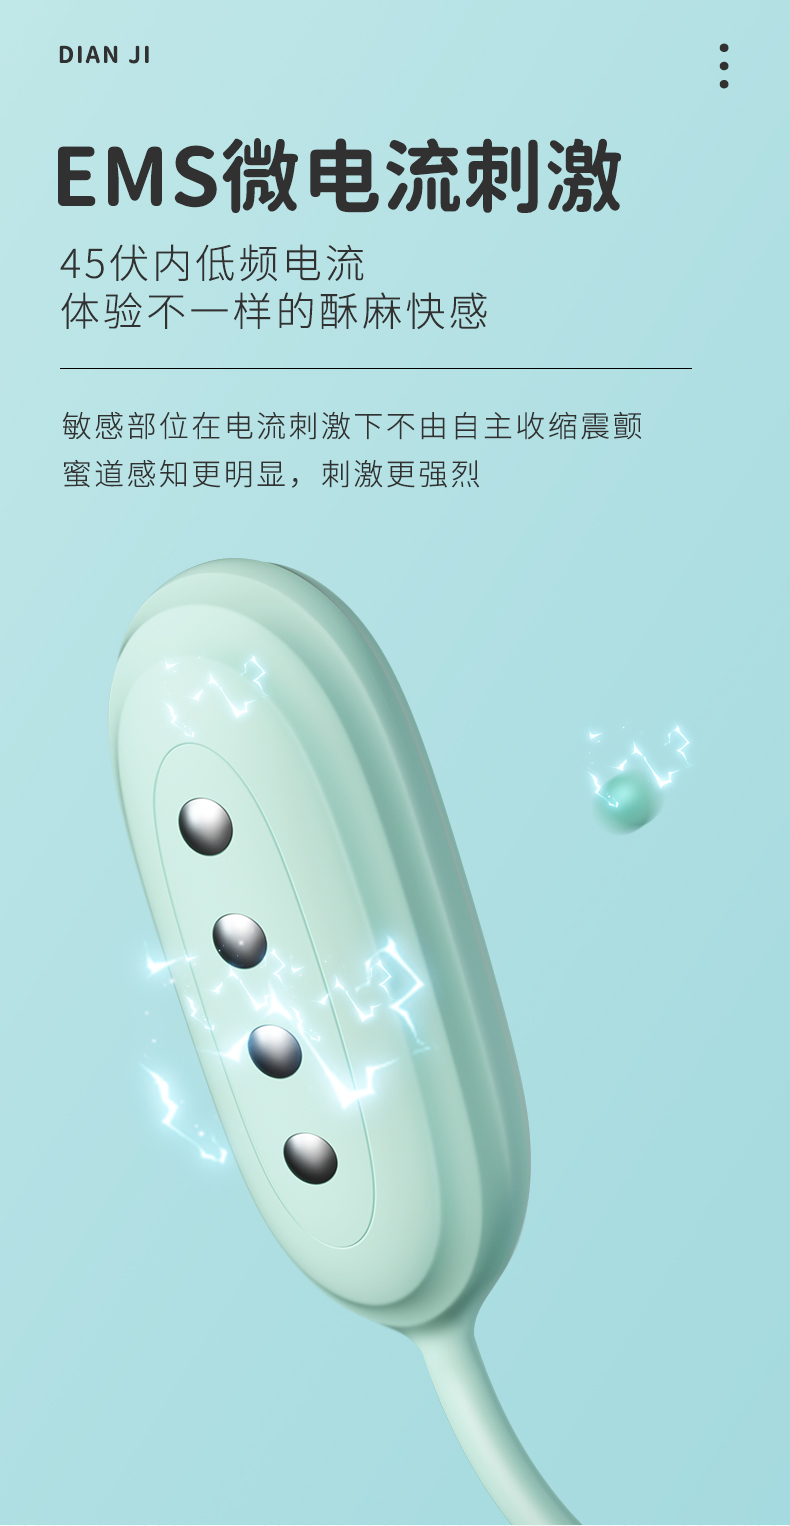 DIAN JI
EMS微电流刺激
45伏内低频电流
体验不一样的酥麻快感
敏感部位在电流刺激下不由自主收缩震颤
蜜道感知更明显，刺激更强烈